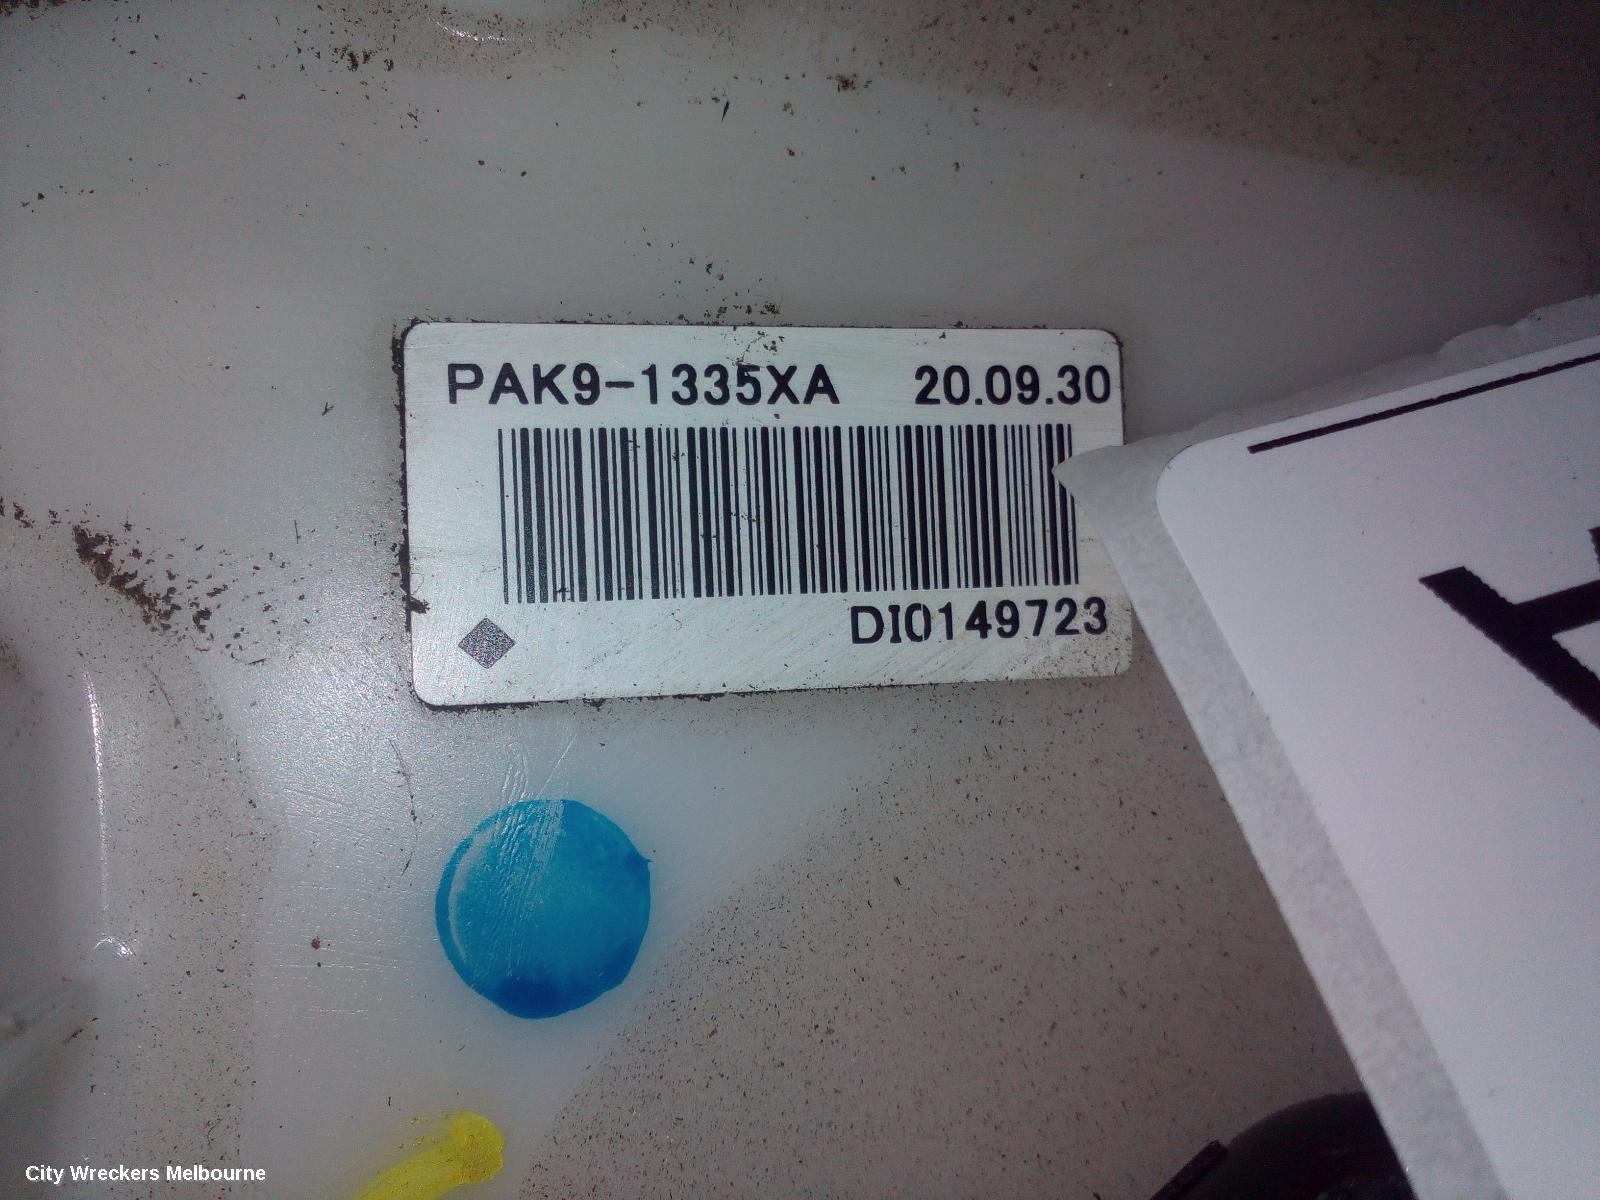 PAK9-1335XA 20.09.30
DI0149723
City Wreckers Melbourne